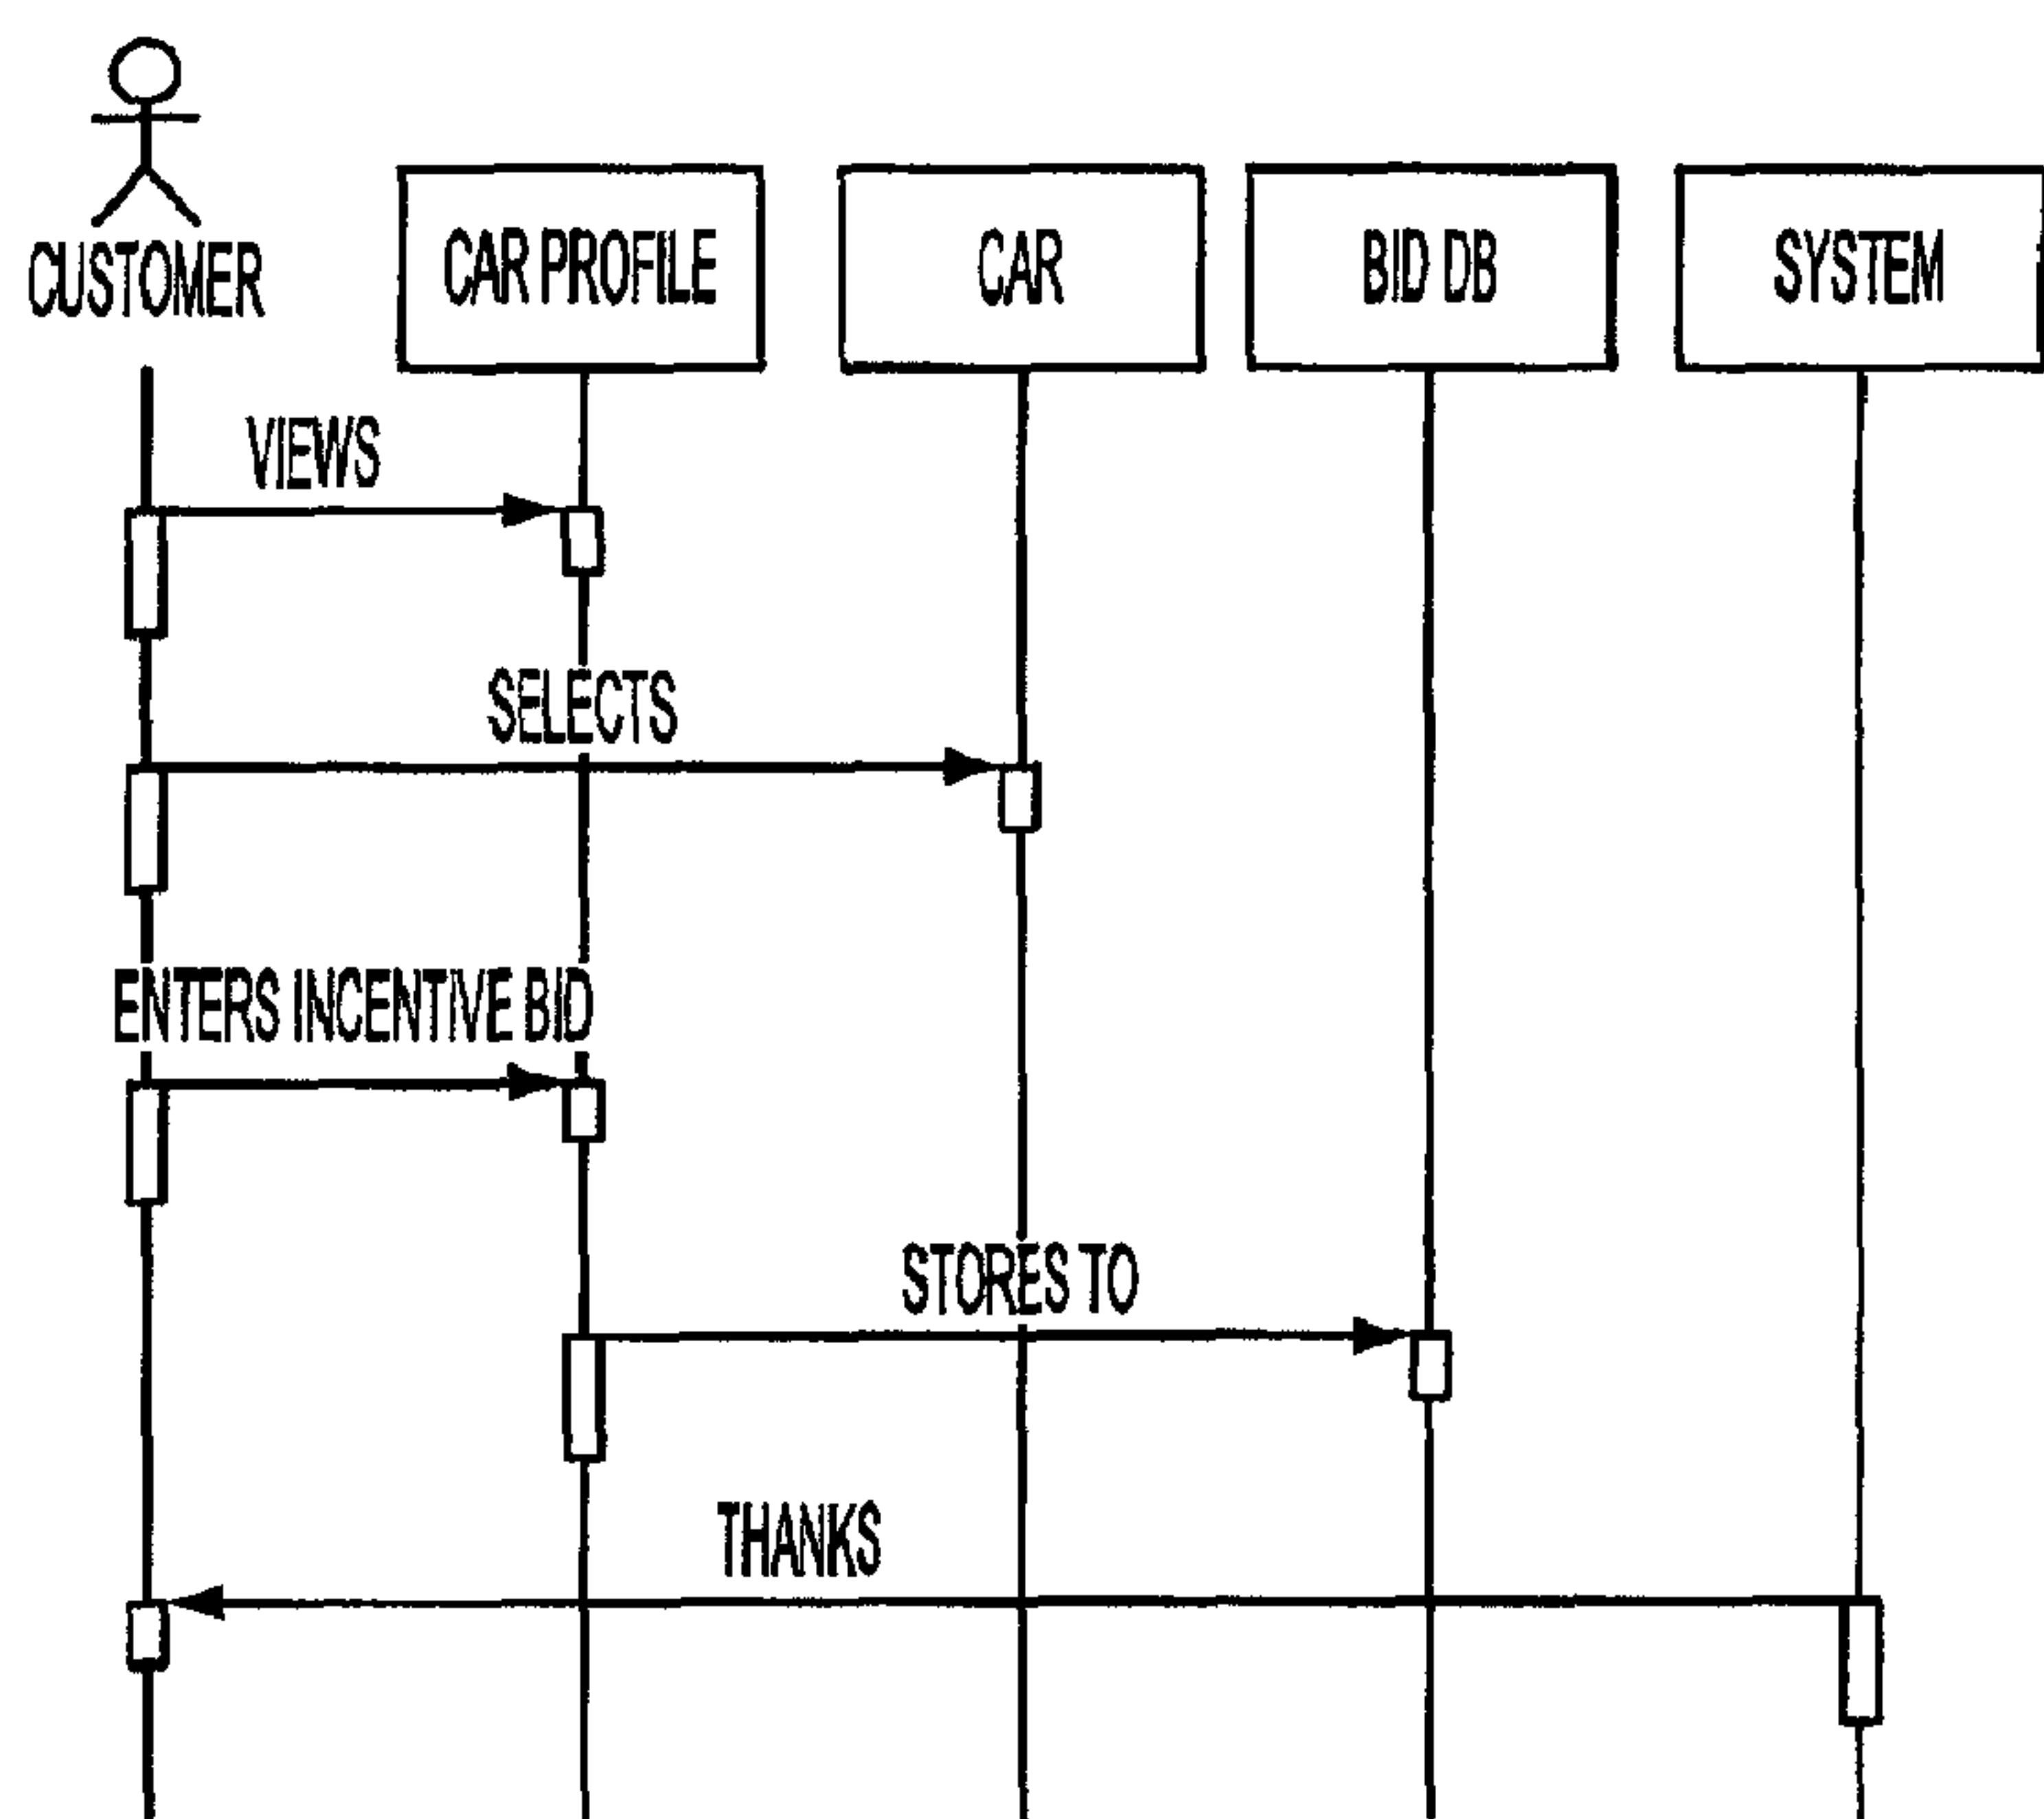 CUSTOMER
CAR PROFILE
CAR
BID DB
SYSTEM
VIEWS
SELECTS
ENTERS INCENTIVE BID
STORES TO
THANKS